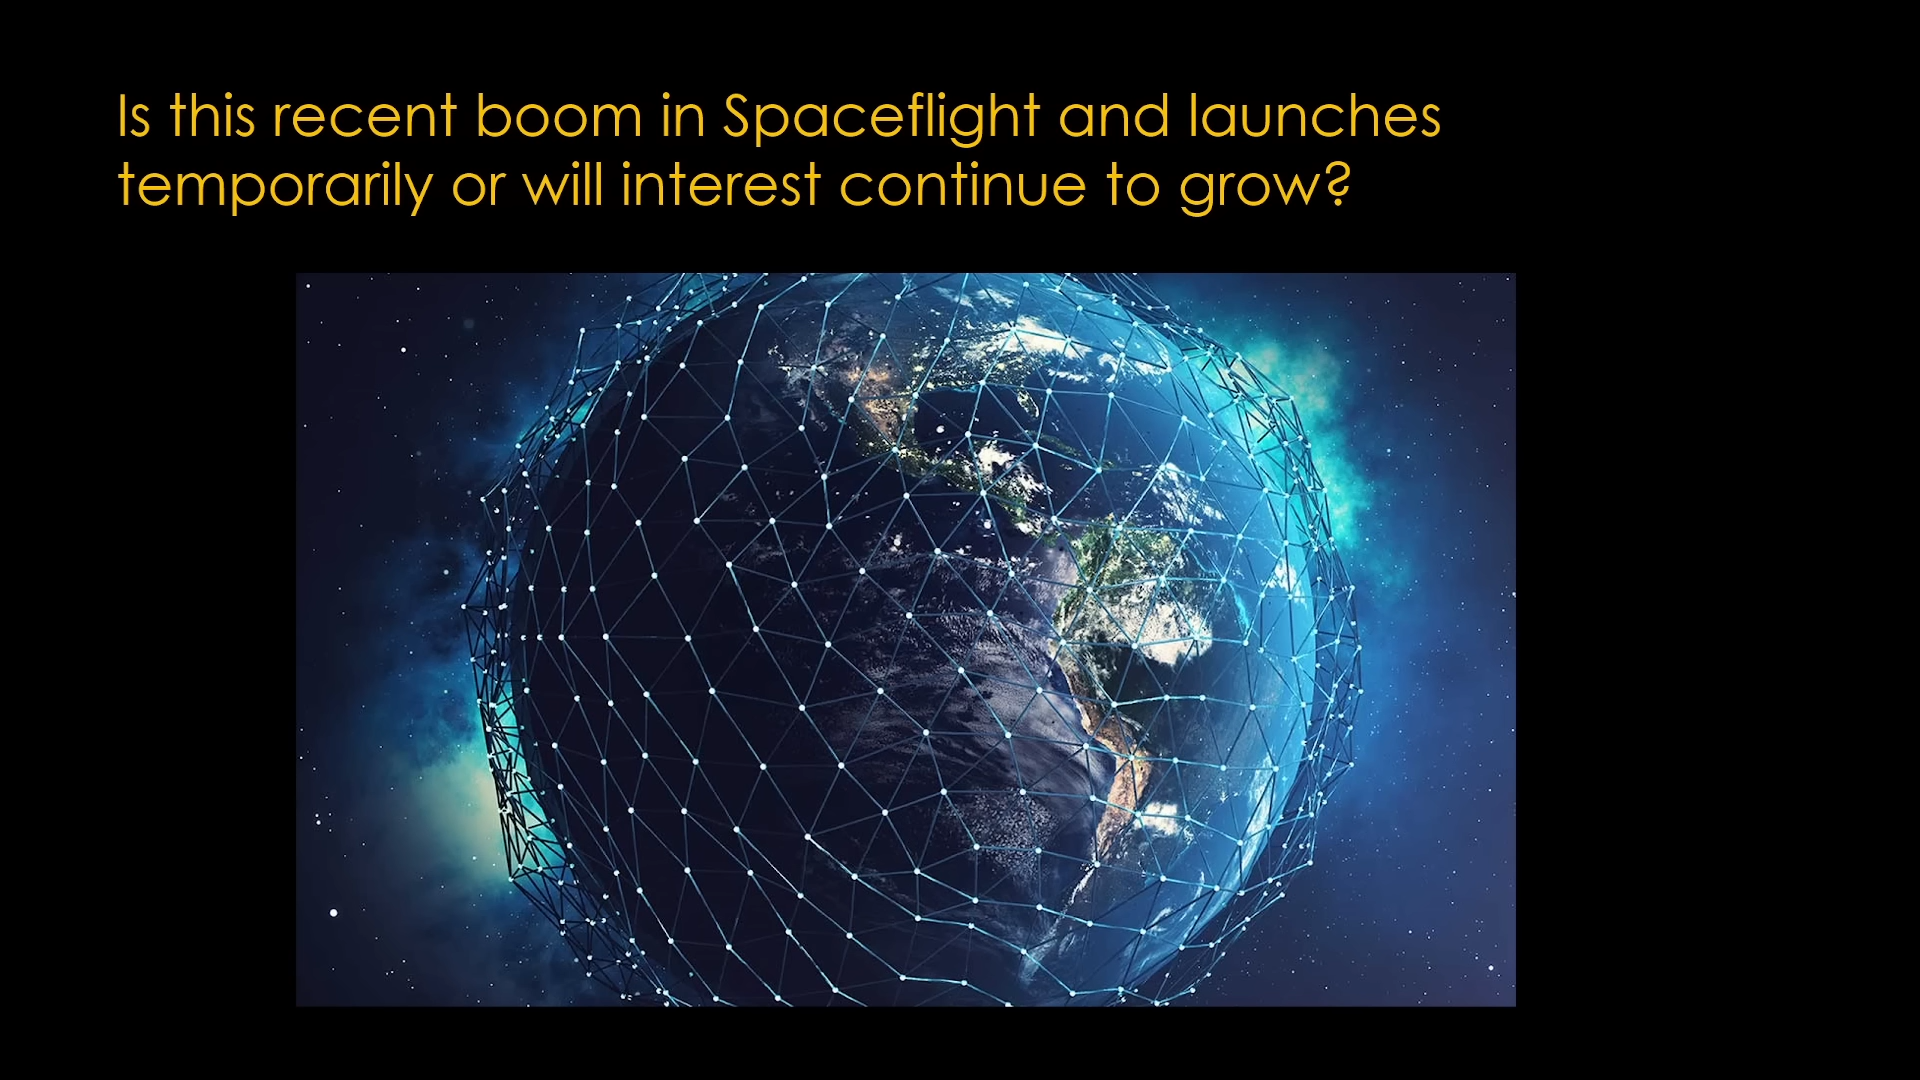 Is this recent boom in Spaceflight and launches
temporarily or will interest continue to grow?